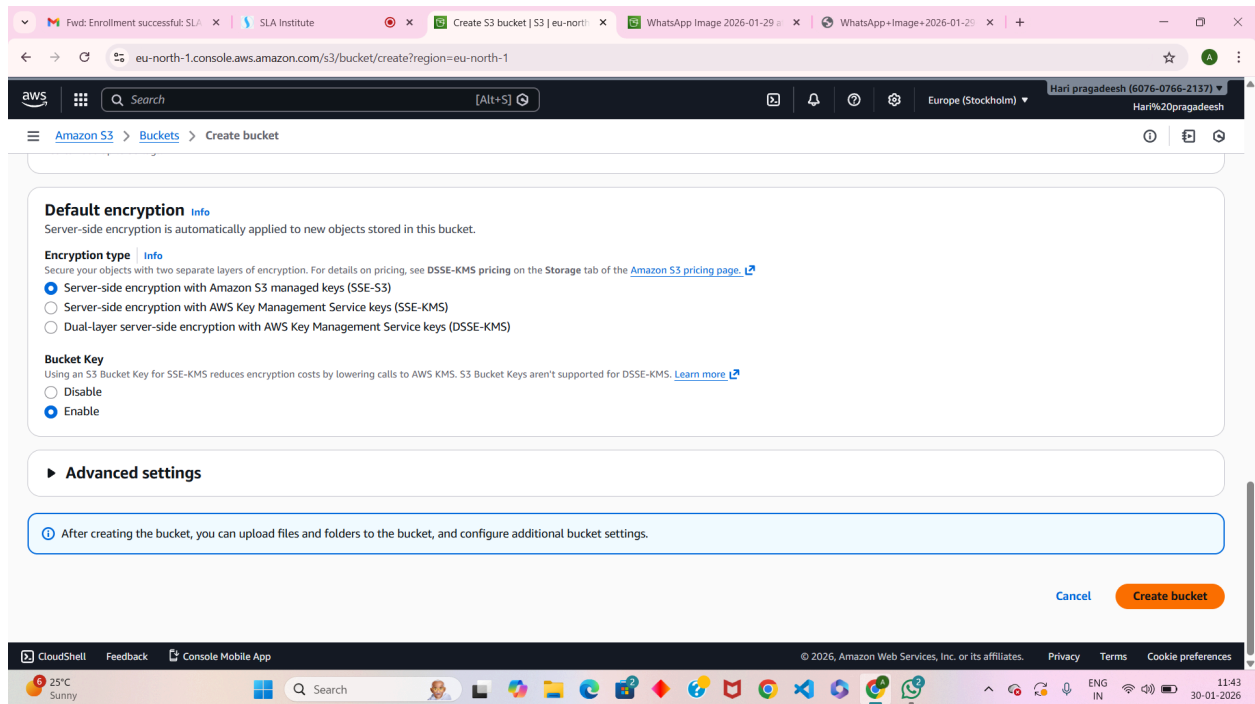 Fwd: Enrollment successful: SLA
SLA Institute
Create S3 bucket | S3 | eu-north
WhatsApp Image 2026-01-29 a
WhatsApp+Image+2026-01-29
eu-north-1.console.aws.amazon.com/s3/bucket/create?region=eu-north-1
A
aws
Search
[Alt+S]
Europe (Stockholm)
Hari pragadeesh (6076-0766-2137)
Hari%20pragadeesh
Amazon S3 > Buckets > Create bucket
Default encryption Info
Server-side encryption is automatically applied to new objects stored in this bucket.
Encryption type Info
Secure your objects with two separate layers of encryption. For details on pricing, see DSSE-KMS pricing on the Storage tab of the Amazon S3 pricing page.
Server-side encryption with Amazon S3 managed keys (SSE-S3)
Server-side encryption with AWS Key Management Service keys (SSE-KMS)
Dual-layer server-side encryption with AWS Key Management Service keys (DSSE-KMS)
Bucket Key
Using an S3 Bucket Key for SSE-KMS reduces encryption costs by lowering calls to AWS KMS. S3 Bucket Keys aren't supported for DSSE-KMS. Learn more
Disable
Enable
Advanced settings
After creating the bucket, you can upload files and folders to the bucket, and configure additional bucket settings.
Cancel
Create bucket
CloudShell Feedback Console Mobile App
© 2026, Amazon Web Services, Inc. or its affiliates. Privacy Terms Cookie preferences
6
25°C
Sunny
Search
2
A
2
ENG
IN
11:43
30-01-2026